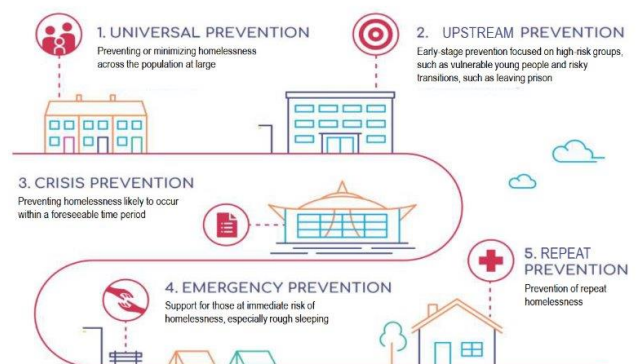 1. UNIVERSAL PREVENTION
Preventing or minimizing homelessness
across the population at large
2. UPSTREAM PREVENTION
Early-stage prevention focused on high-risk groups,
such as vulnerable young people and risky
transitions, such as leaving prison
3. CRISIS PREVENTION
Preventing homelessness likely to occur
within a foreseeable time period
4. EMERGENCY PREVENTION
Support for those at immediate risk of
homelessness, especially rough sleeping
5. REPEAT
PREVENTION
Prevention of repeat
homelessness